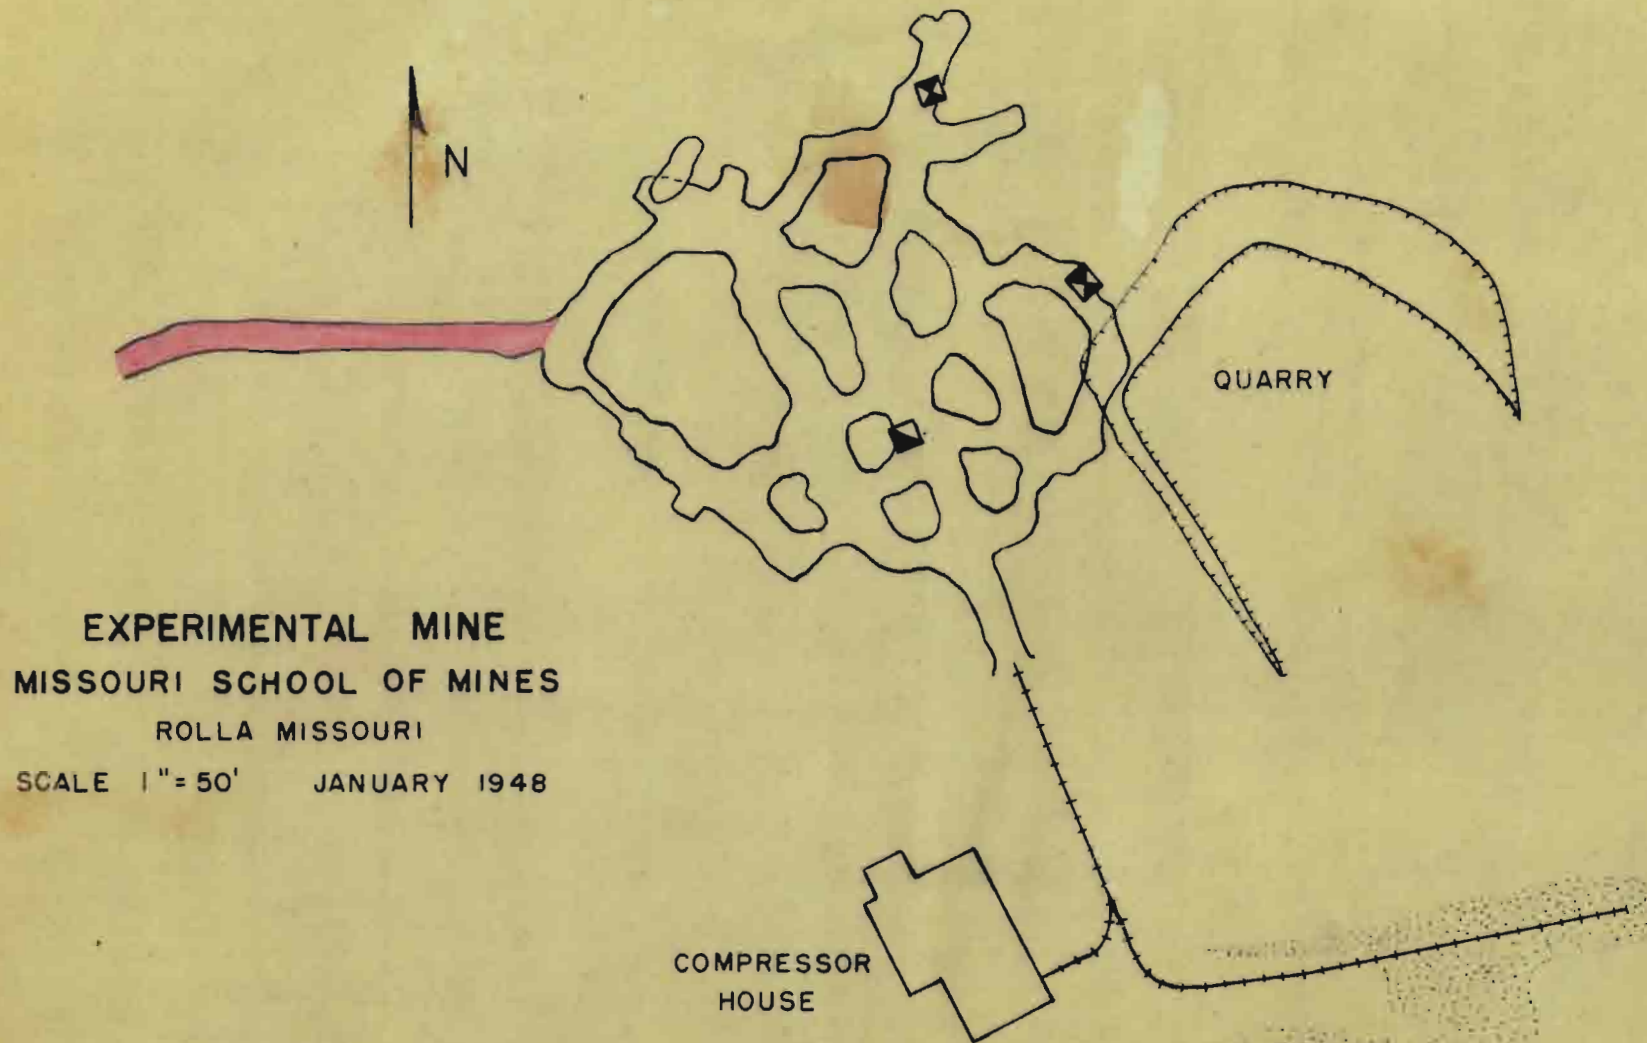 N
QUARRY
EXPERIMENTAL MINE
MISSOURI SCHOOL OF MINES
ROLLA MISSOURI
SCALE 1"=50' JANUARY 1948
COMPRESSOR
HOUSE